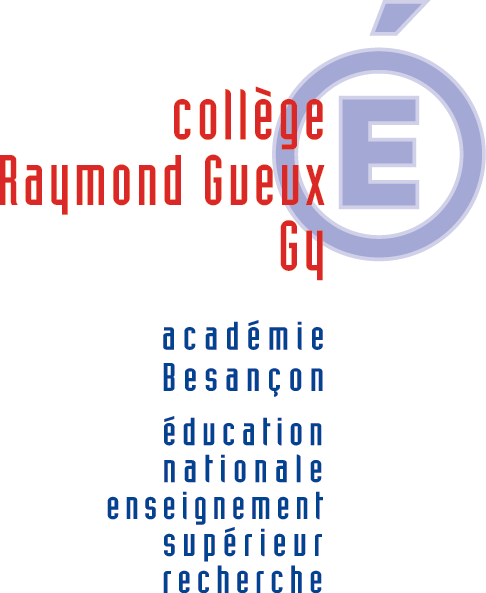 É
collège
Raymond Gueux
Gy
académie
Besançon
éducation
nationale
enseignement
supérieur
recherche